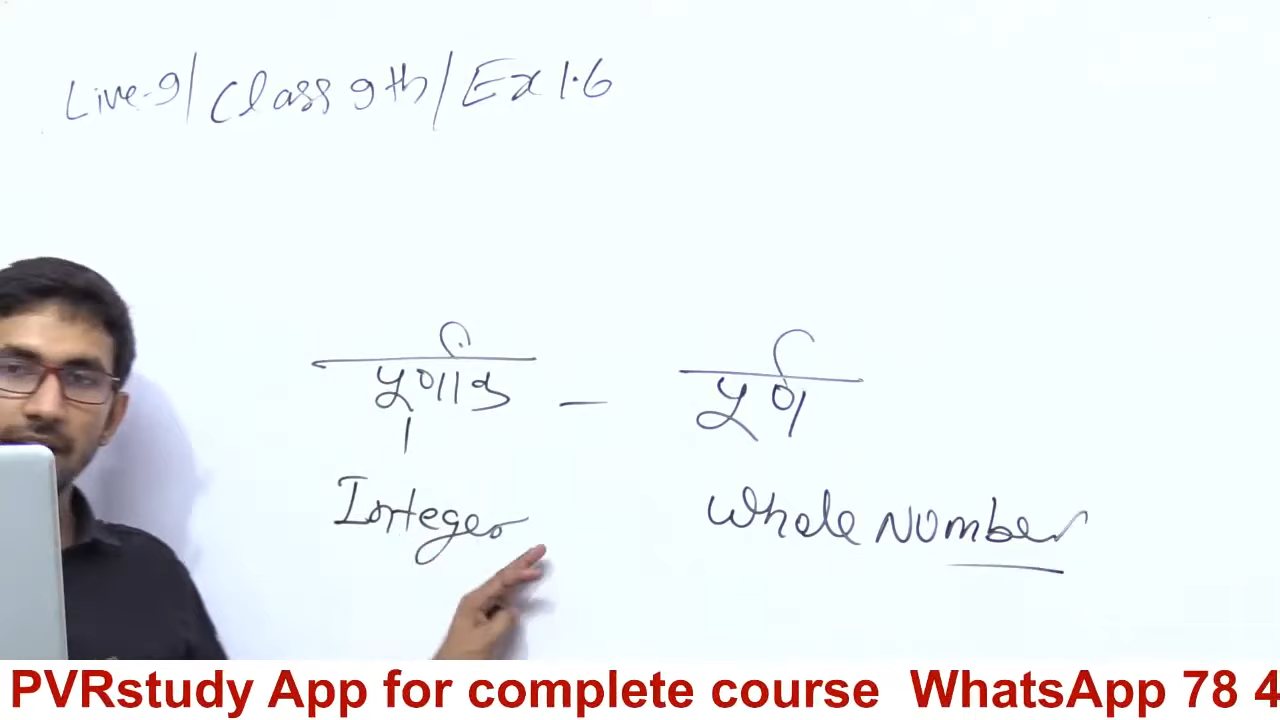 Live-9/Class 9th/Ex 1.6
पूर्णांक - पूर्ण
Integer Whole Number
PVRstudy App for complete course WhatsApp 78 4